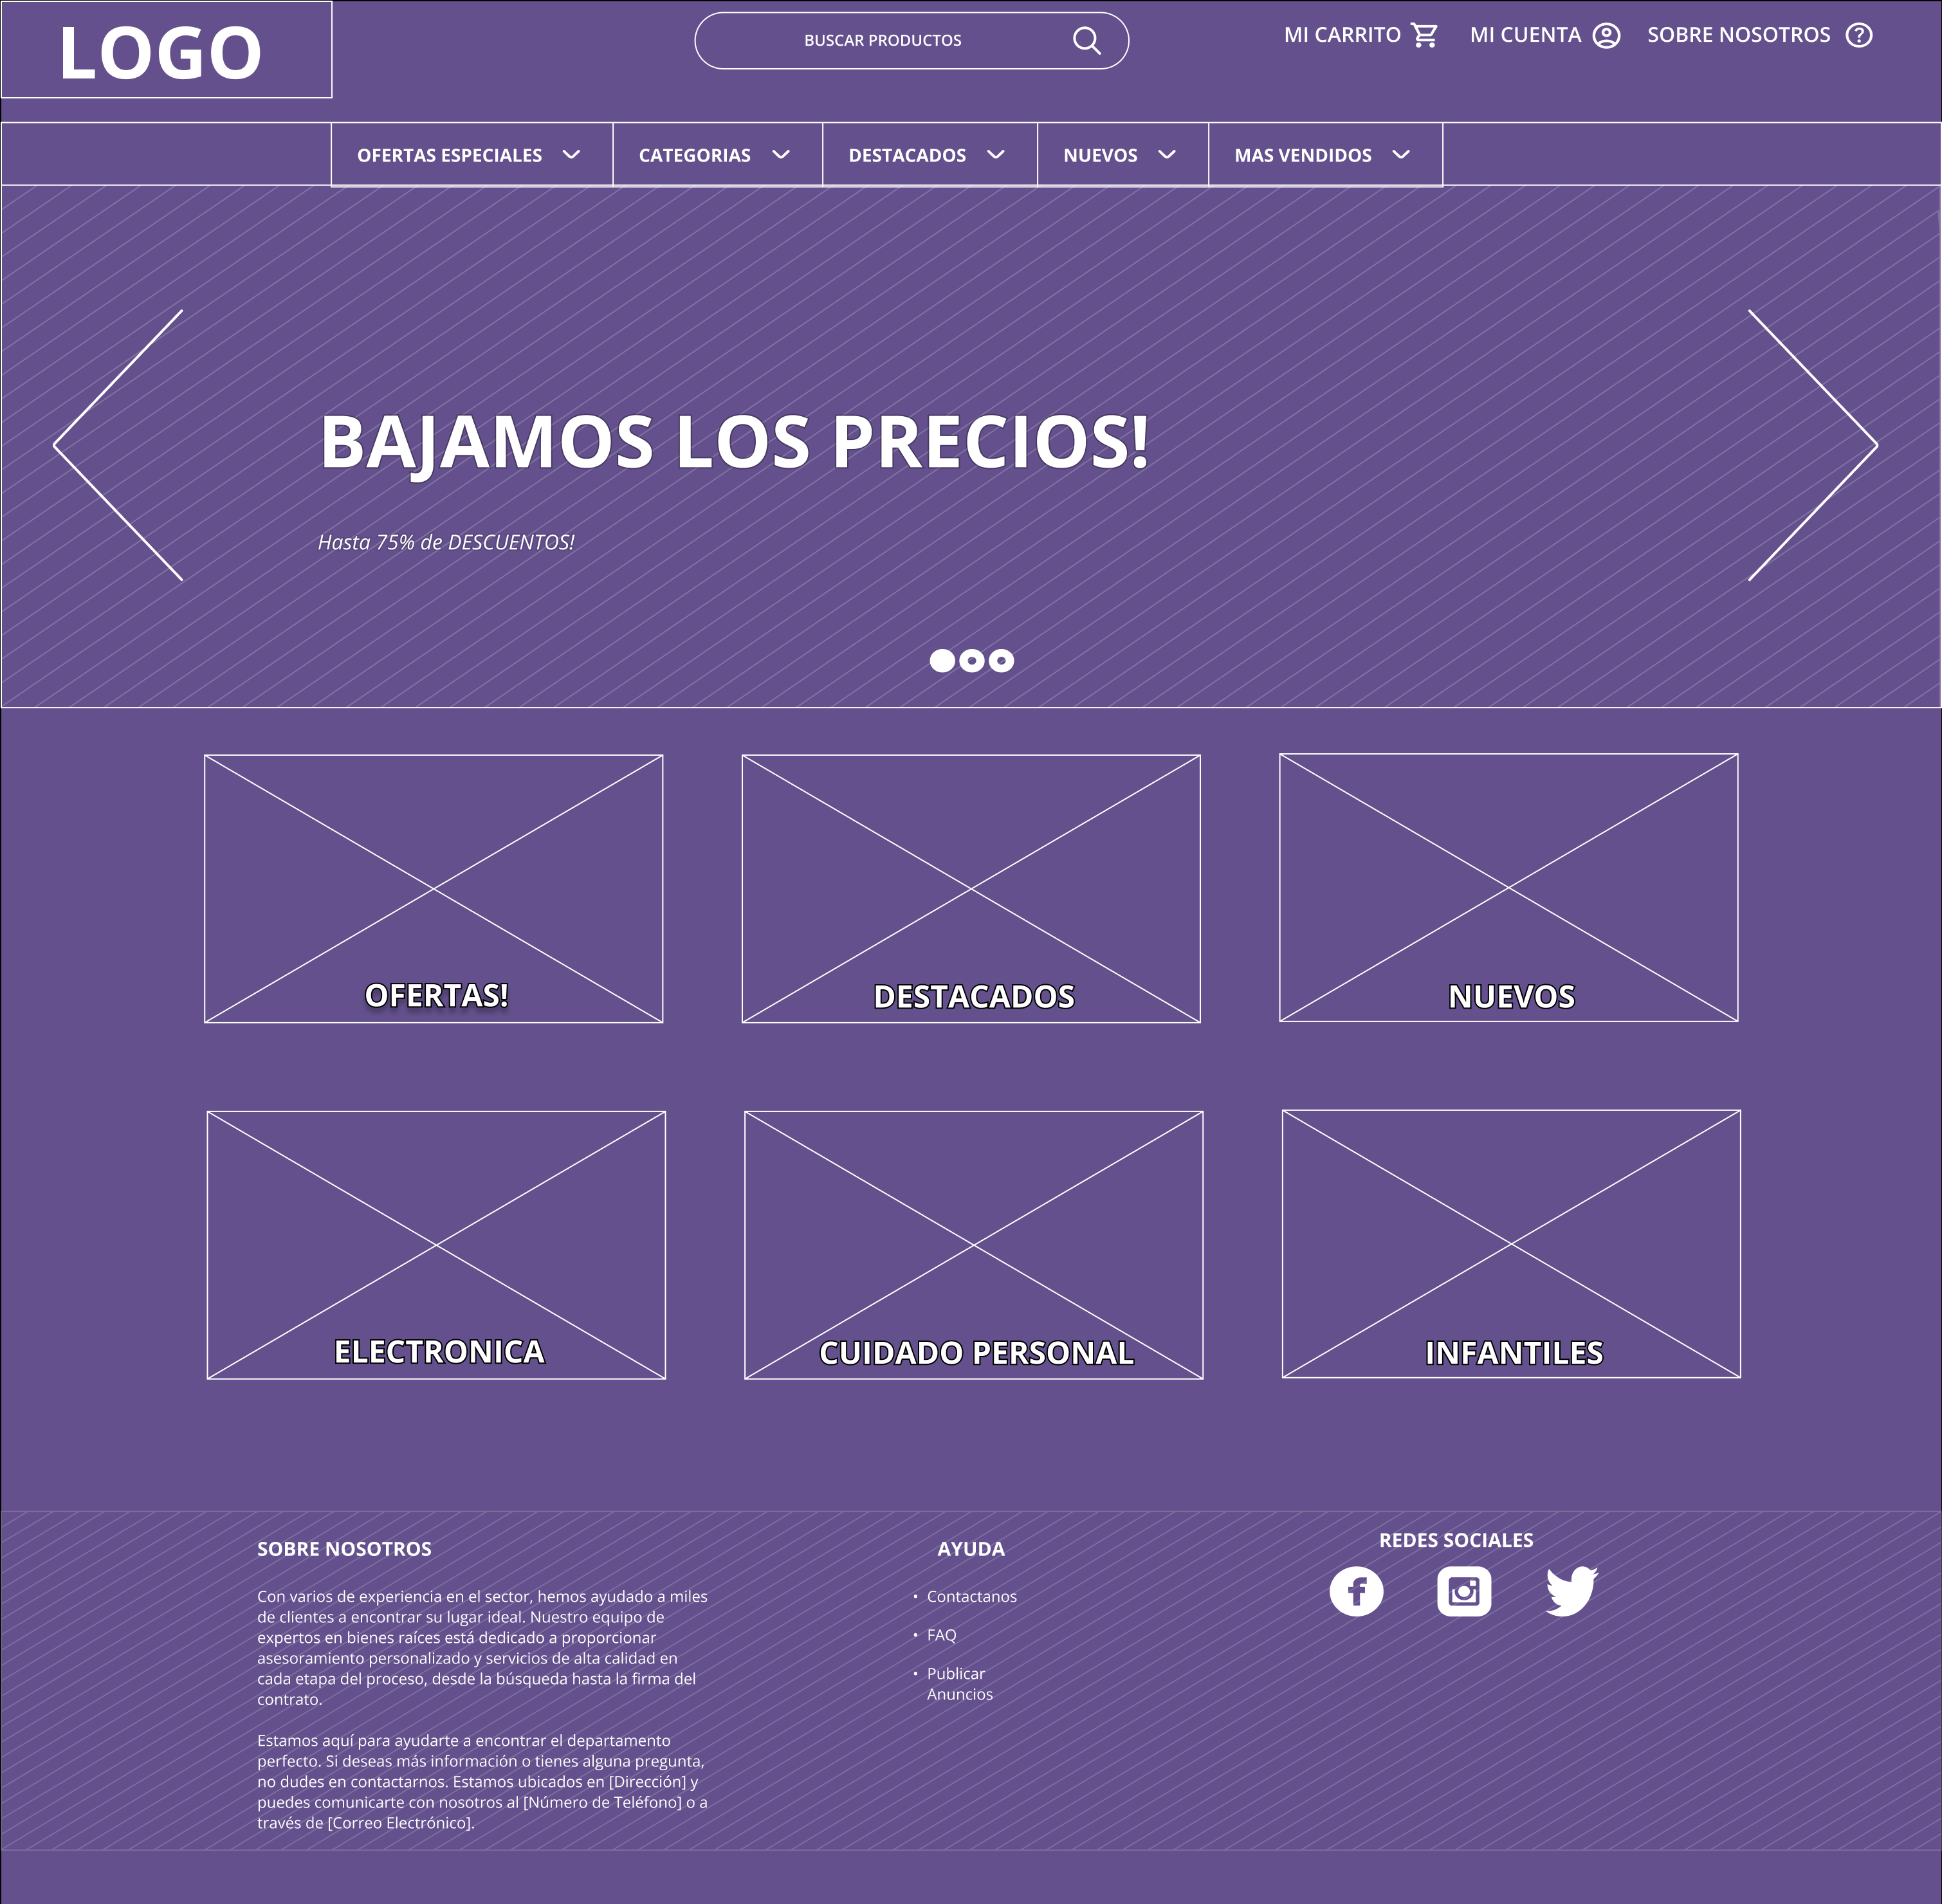 LOGO
BUSCAR PRODUCTOS
MI CARRITO
MI CUENTA
SOBRE NOSOTROS
OFERTAS ESPECIALES
CATEGORIAS
DESTACADOS
NUEVOS
MAS VENDIDOS
BAJAMOS LOS PRECIOS!
Hasta 75% de DESCUENTOS!
OFERTAS!
DESTACADOS
NUEVOS
ELECTRONICA
CUIDADO PERSONAL
INFANTILES
SOBRE NOSOTROS
Con varios de experiencia en el sector, hemos ayudado a miles
de clientes a encontrar su lugar ideal. Nuestro equipo de
expertos en bienes raíces está dedicado a proporcionar
asesoramiento personalizado y servicios de alta calidad en
cada etapa del proceso, desde la búsqueda hasta la firma del
contrato.
Estamos aquí para ayudarte a encontrar el departamento
perfecto. Si deseas más información o tienes alguna pregunta,
no dudes en contactarnos. Estamos ubicados en [Dirección] y
puedes comunicarte con nosotros al [Número de Teléfono] o a
través de [Correo Electrónico].
AYUDA
• Contactanos
• FAQ
• Publicar
Anuncios
REDES SOCIALES